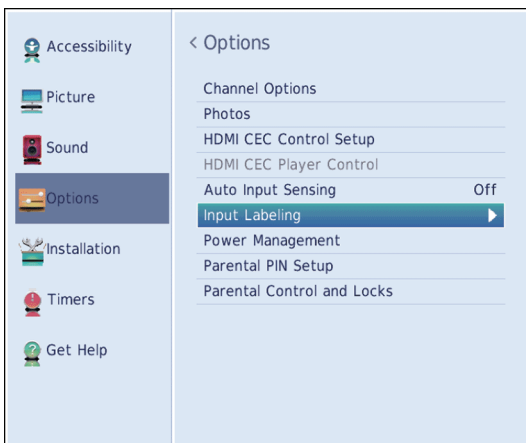 Accessibility
Picture
Sound
Options
Installation
Timers
Get Help
< Options
Channel Options
Photos
HDMI CEC Control Setup
HDMI CEC Player Control
Auto Input Sensing Off
Input Labeling
Power Management
Parental PIN Setup
Parental Control and Locks